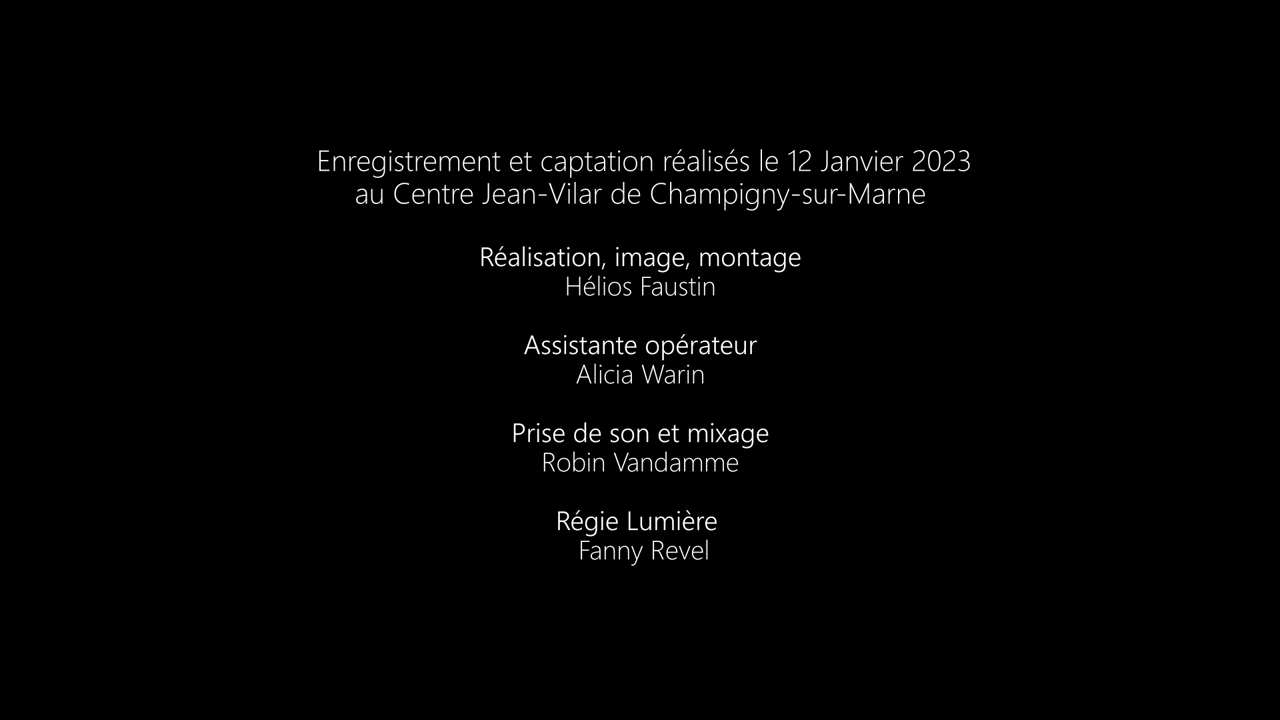 Enregistrement et captation réalisés le 12 Janvier 2023
au Centre Jean-Vilar de Champigny-sur-Marne
Réalisation, image, montage
Hélios Faustin
Assistante opérateur
Alicia Warin
Prise de son et mixage
Robin Vandamme
Régie Lumière
Fanny Revel